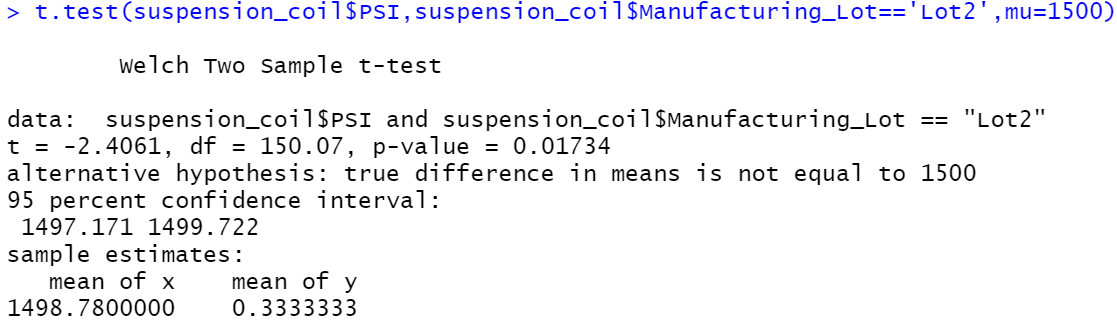 > t.test(suspension_coil$PSI,suspension_coil$Manufacturing_Lot=='Lot2',mu=1500)
Welch Two Sample t-test
data:  suspension_coil$PSI and suspension_coil$Manufacturing_Lot == "Lot2"
t = -2.4061, df = 150.07, p-value = 0.01734
alternative hypothesis: true difference in means is not equal to 1500
95 percent confidence interval:
 1497.171 1499.722
sample estimates:
   mean of x    mean of y
1498.7800000    0.3333333